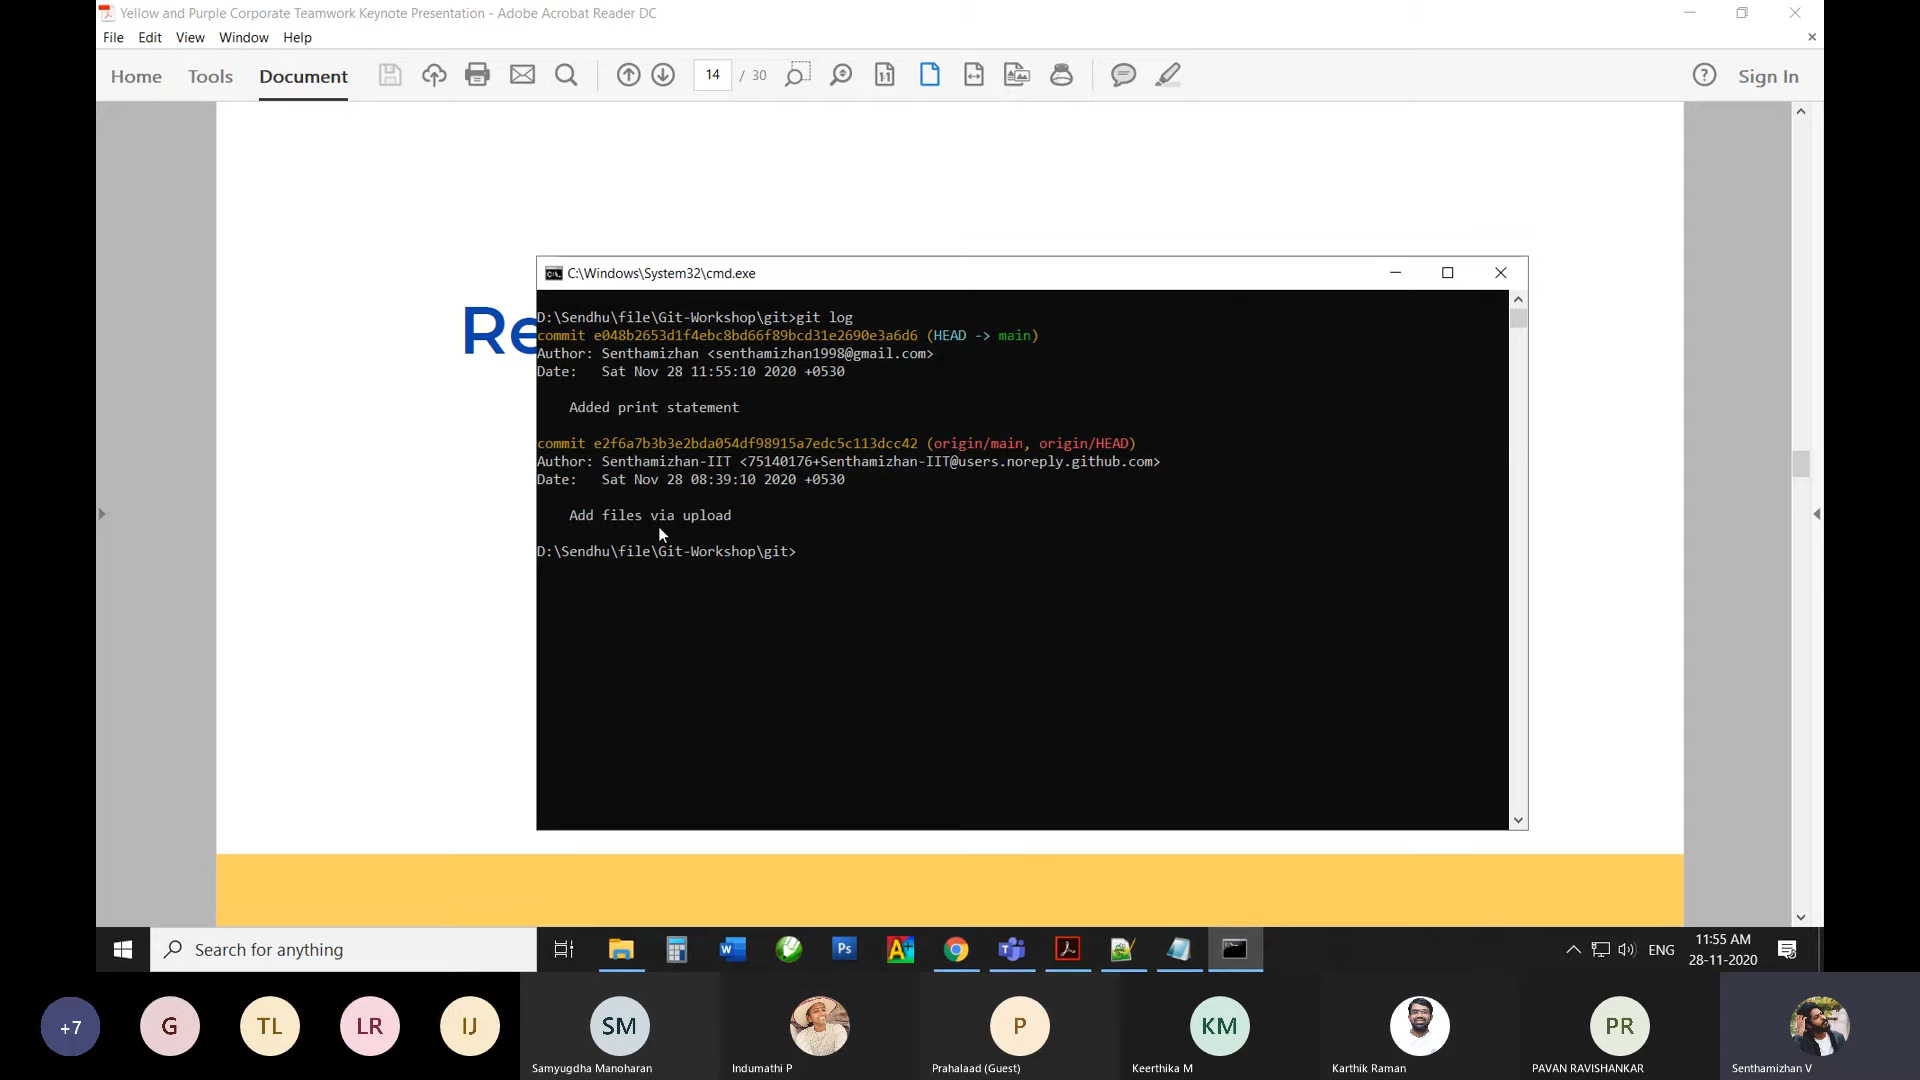 Yellow and Purple Corporate Teamwork Keynote Presentation - Adobe Acrobat Reader DC
File Edit View Window Help
Home Tools Document 14 / 30 Sign In
Re
C:\Windows\System32\cmd.exe
D:\Sendhu\file\Git-Workshop\git>git log
commit e048b2653d1f4ebc8bd66f89bcd31e2690e3a6d6 (HEAD -> main)
Author: Senthamizhan <senthamizhan1998@gmail.com>
Date: Sat Nov 28 11:55:10 2020 +0530
Added print statement
commit e2f6a7b3b3e2bda054df98915a7edc5c113dcc42 (origin/main, origin/HEAD)
Author: Senthamizhan-IIT <75140176+Senthamizhan-IIT@users.noreply.github.com>
Date: Sat Nov 28 08:39:10 2020 +0530
Add files via upload
D:\Sendhu\file\Git-Workshop\git>
Search for anything
ENG
11:55 AM
28-11-2020
+7 G TL LR IJ SM P KM PR
Samyugdha Manoharan Indumathi P Prahalaad (Guest) Keerthika M Karthik Raman PAVAN RAVISHANKAR Senthamizhan V